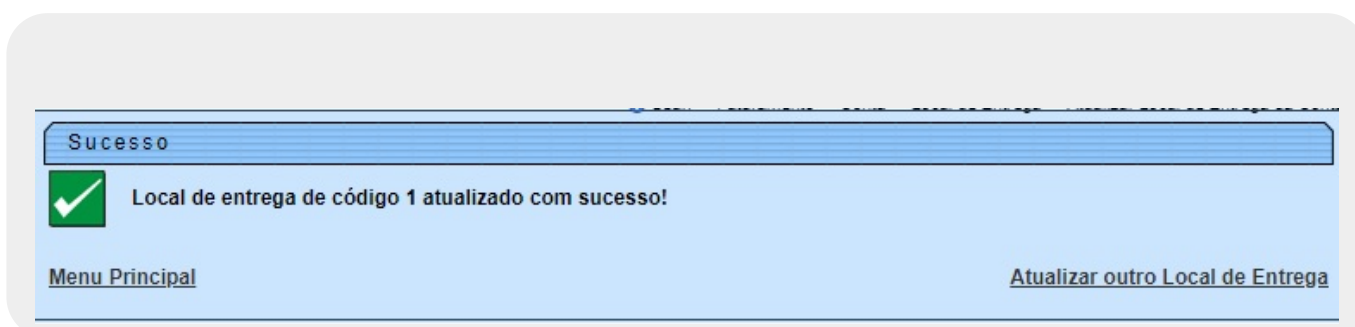 Sucesso
Local de entrega de código 1 atualizado com sucesso!
Menu Principal
Atualizar outro Local de Entrega